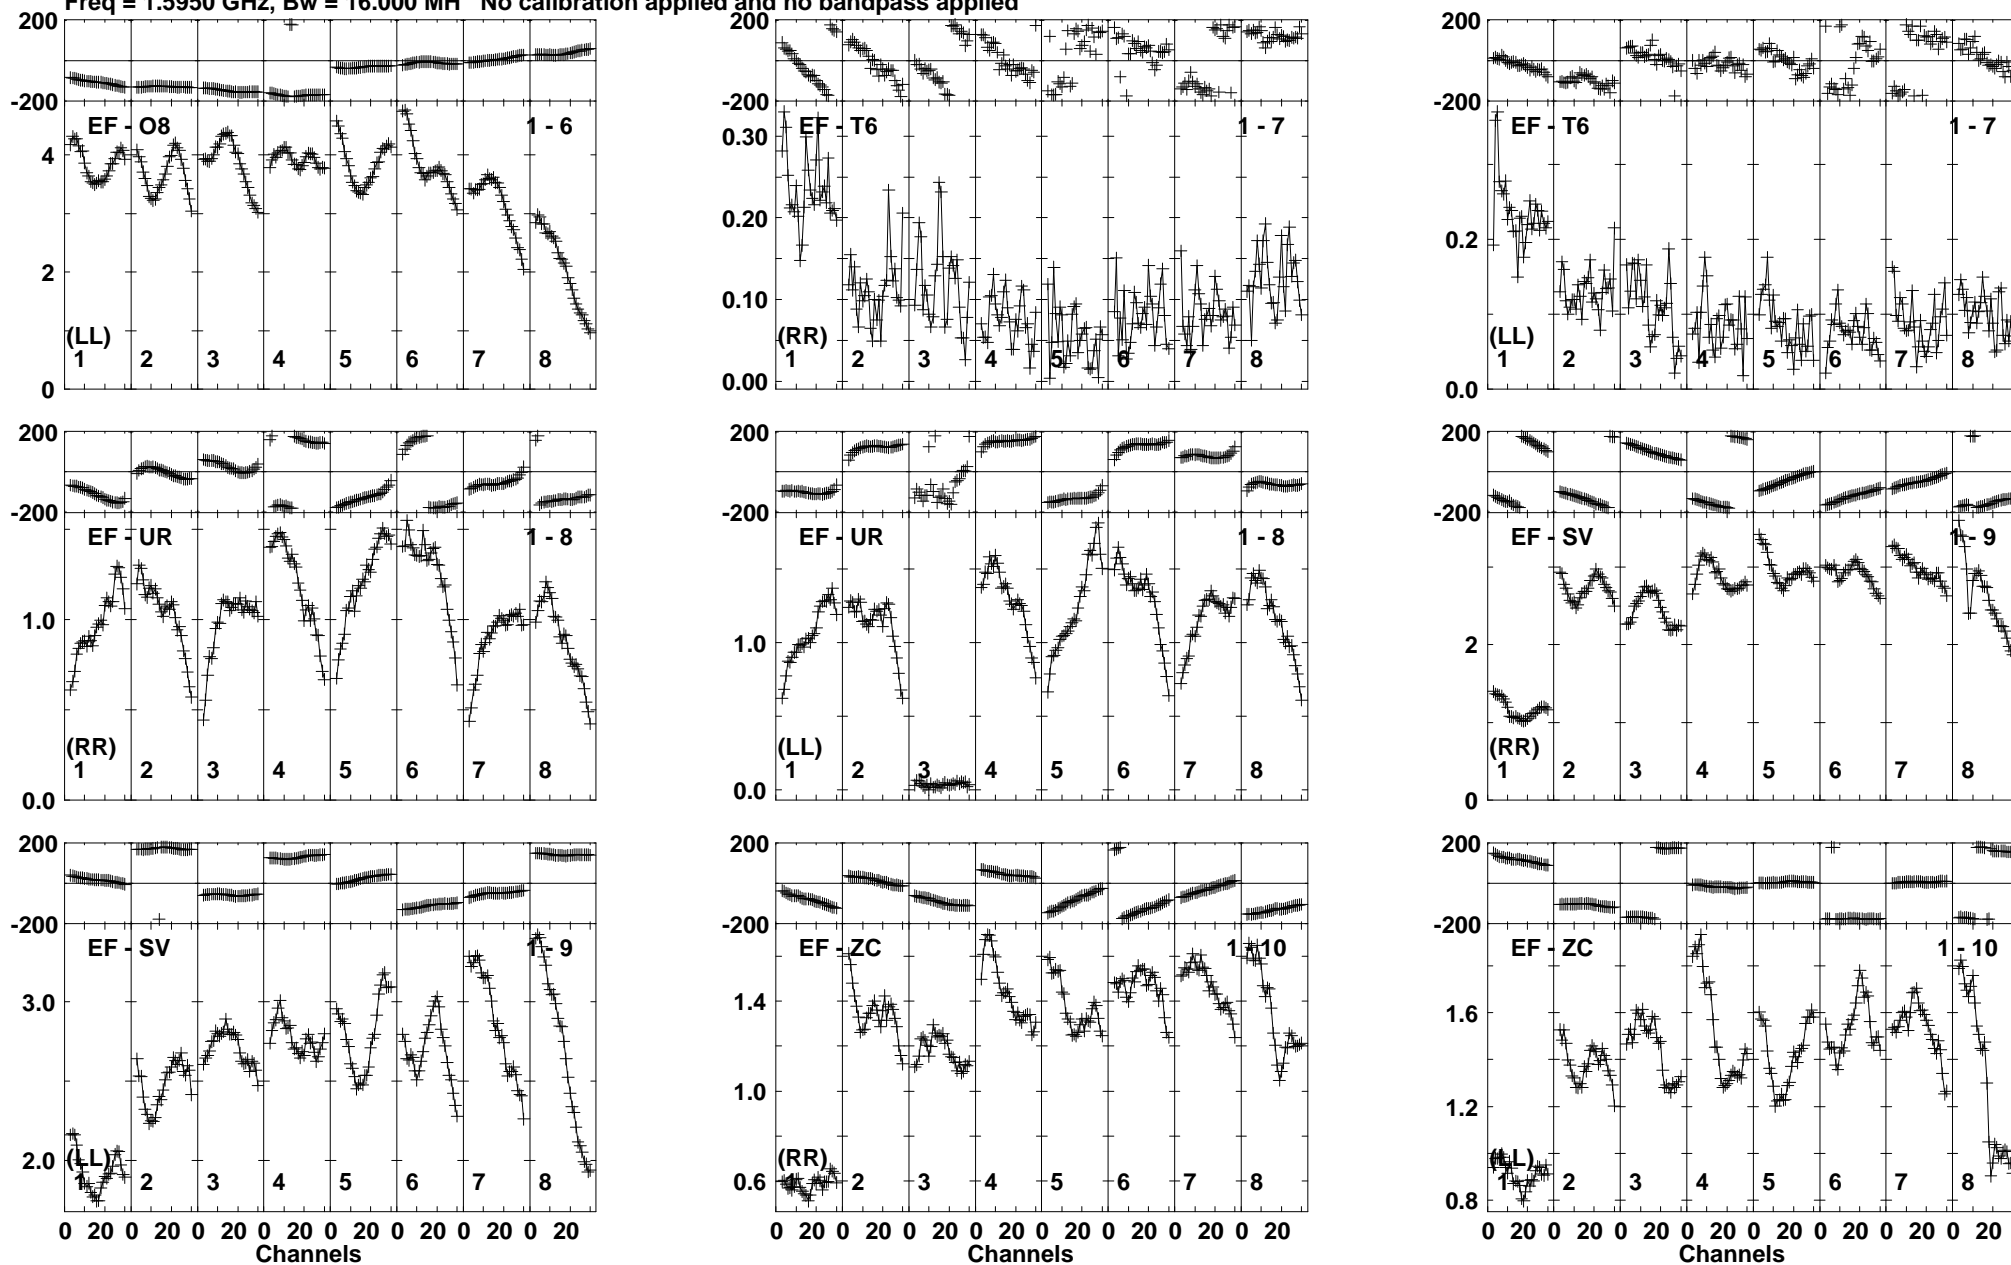 Freq = 1.5950 GHz, Bw = 16.000 MH No calibration applied and no bandpass applied
200 200 200
-200 -200 -200
EF - O8 1 - 6 EF - T6 1 - 7 EF - T6 1 - 7
4 0.30
0.20 0.2
2
0.10
(LL) (RR) (LL)
1 2 3 4 5 6 7 8 1 2 3 4 5 6 7 8 1 2 3 4 5 6 7 8
0 0.00 0.0
200 200 200
-200 -200 -200
EF - UR 1 - 8 EF - UR 1 - 8 EF - SV 1 - 9
1.0 1.0 2
(RR) (LL) (RR)
1 2 3 4 5 6 7 8 1 2 3 4 5 6 7 8 1 2 3 4 5 6 7 8
0.0 0.0 0
200 200 200
-200 -200 -200
EF - SV 1 - 9 EF - ZC 1 - 10 EF - ZC 1 - 10
3.0 1.4 1.6
1.0 1.2
2.0 (LL) (RR) (LL)
1 2 3 4 5 6 7 8 0.6 1 2 3 4 5 6 7 8 0.8 1 2 3 4 5 6 7 8
0 20 0 20 0 20 0 20 0 20 0 20 0 20 0 20 0 20 0 20 0 20 0 20 0 20 0 20 0 20 0 20 0 20 0 20 0 20 0 20 0 20 0 20 0 20 0 20
Channels Channels Channels